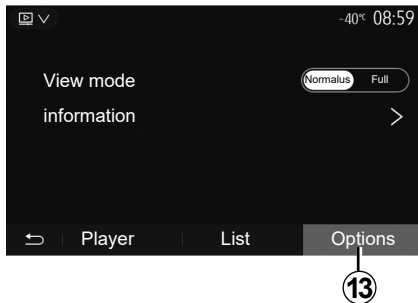 -40°C 08:59
View mode Normalus Full
information
Player List Options
13